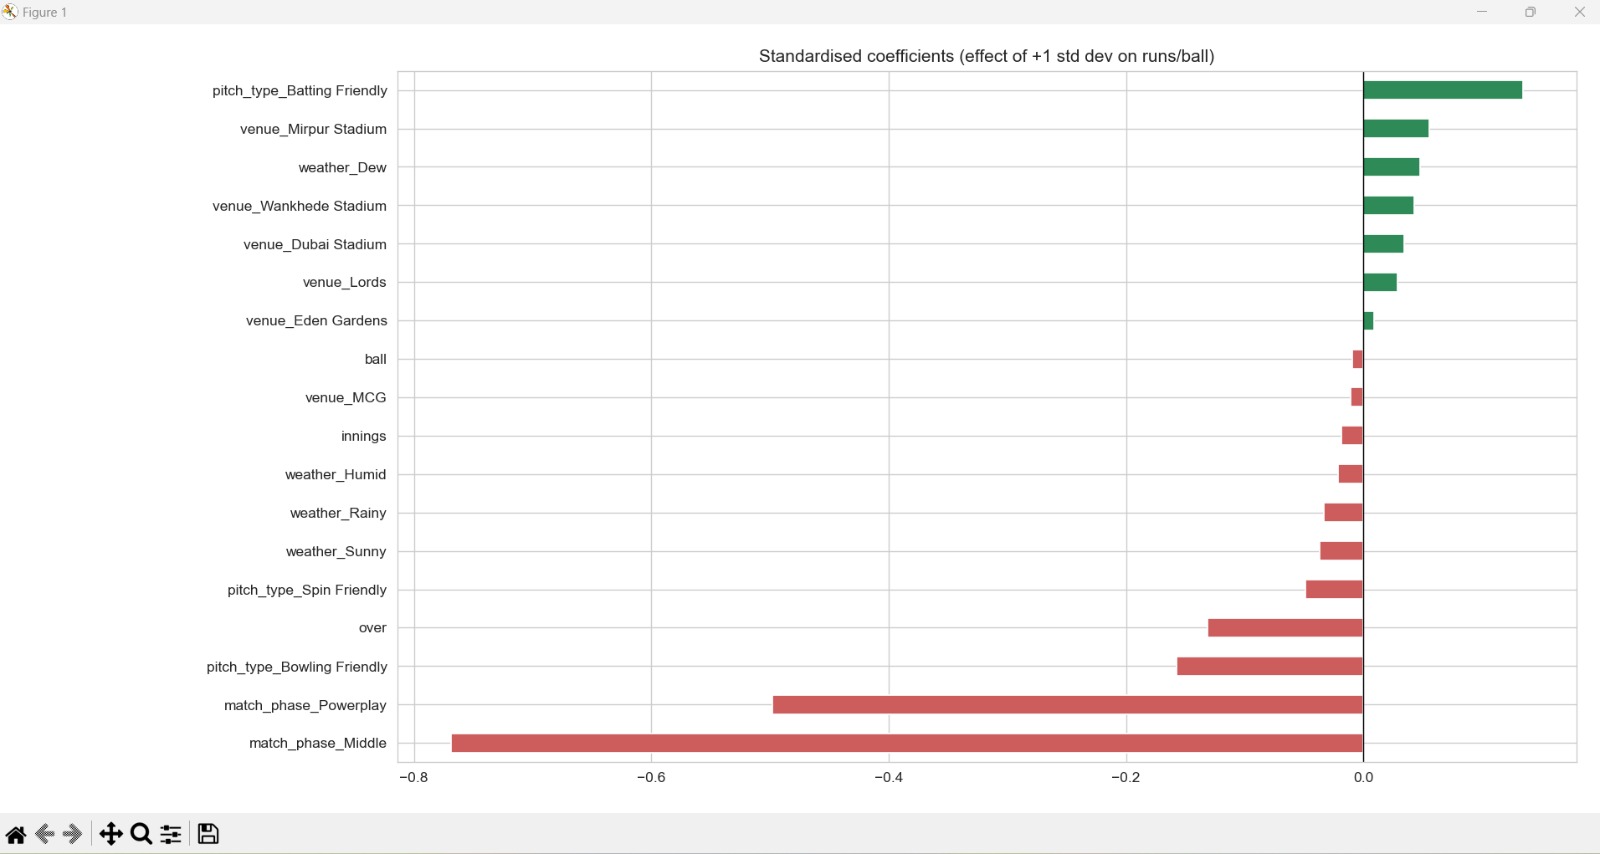 Figure 1
Standardised coefficients (effect of +1 std dev on runs/ball)
pitch_type_Batting Friendly
venue_Mirpur Stadium
weather_Dew
venue_Wankhede Stadium
venue_Dubai Stadium
venue_Lords
venue_Eden Gardens
ball
venue_MCG
innings
weather_Humid
weather_Rainy
weather_Sunny
pitch_type_Spin Friendly
over
pitch_type_Bowling Friendly
match_phase_Powerplay
match_phase_Middle
−0.8 −0.6 −0.4 −0.2 0.0